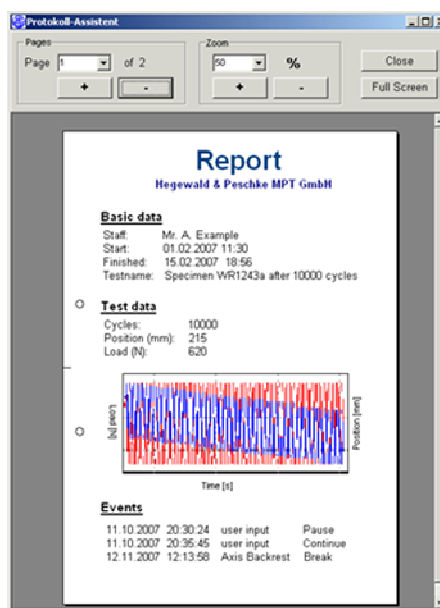 Protokoll-Assistent
Pages
Page 1 of 2
+ -
Zoom
50 %
+ -
Close
Full Screen
Report
Hegewald & Peschke MPT GmbH
Basic data
Staff: Mr. A. Example
Start: 01.02.2007 11:30
Finished: 15.02.2007 18:56
Testname: Specimen WR1243a after 10000 cycles
Test data
Cycles: 10000
Position (mm): 215
Load (N): 620
Load [N]
Position [mm]
Time [s]
Events
11.10.2007 20:30:24 user input Pause
11.10.2007 20:35:45 user input Continue
12.11.2007 12:13:58 Axis Backrest Break